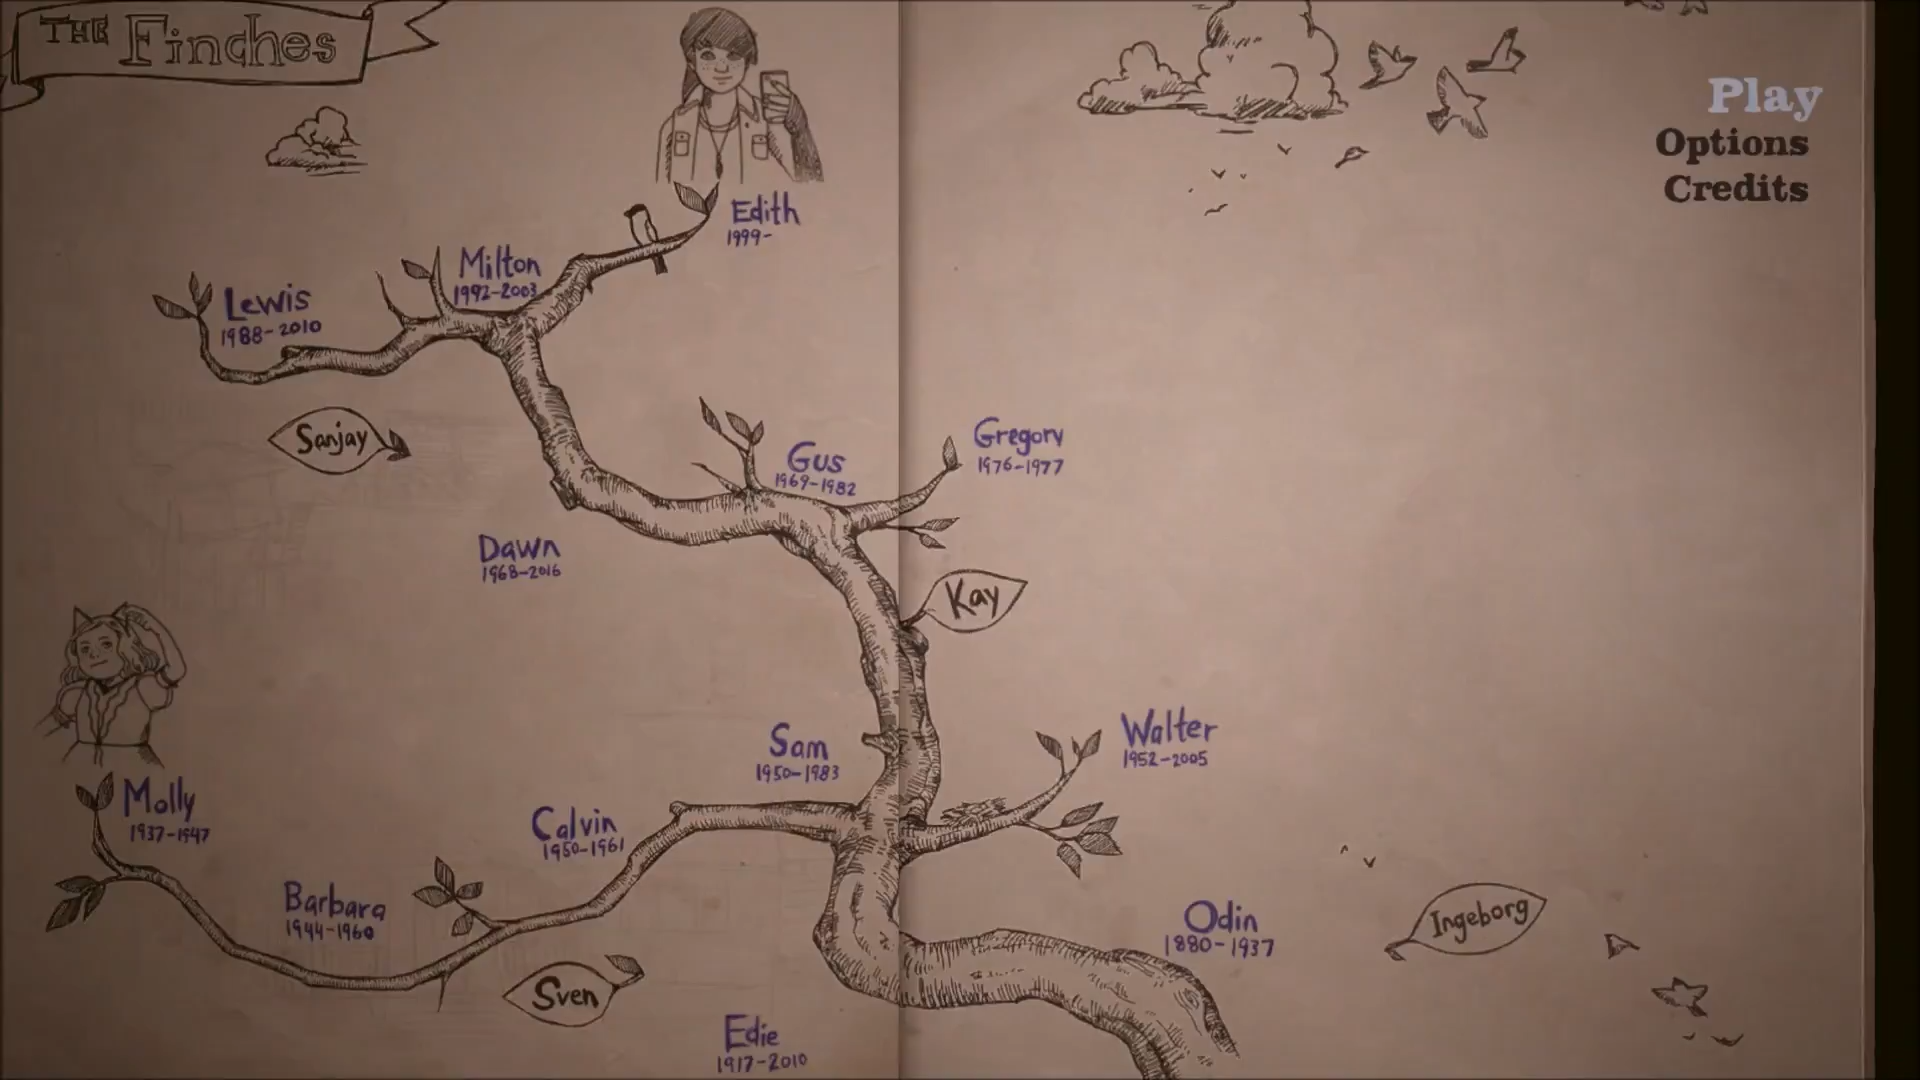 THE Finches
Play
Options
Credits
Edith
1999-
Milton
1992-2003
Lewis
1988-2010
Sanjay
Gus
1969-1982
Gregory
1976-1977
Dawn
1968-2016
Kay
Sam
1950-1983
Walter
1952-2005
Molly
1937-1947
Calvin
1950-1961
Barbara
1944-1960
Sven
Odin
1880-1937
Ingeborg
Edie
1917-2010